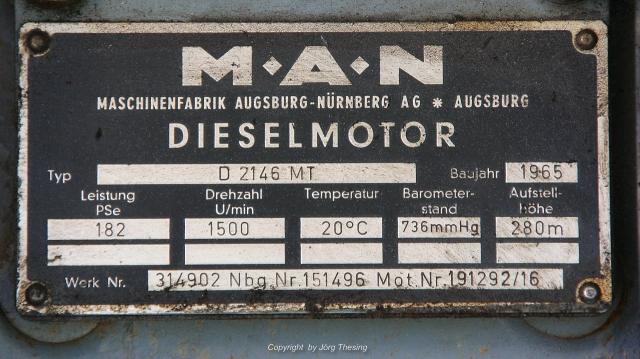 M·A·N
MASCHINENFABRIK AUGSBURG-NÜRNBERG AG * AUGSBURG
DIESELMOTOR
Typ D 2146 MT Baujahr 1965
Leistung PSe Drehzahl U/min Temperatur Barometer-stand Aufstell-höhe
182 1500 20°C 736mmHg 280m
Werk Nr. 314902 Nbg Nr.151496 Mot.Nr.191292/16
Copyright by Jörg Thesing